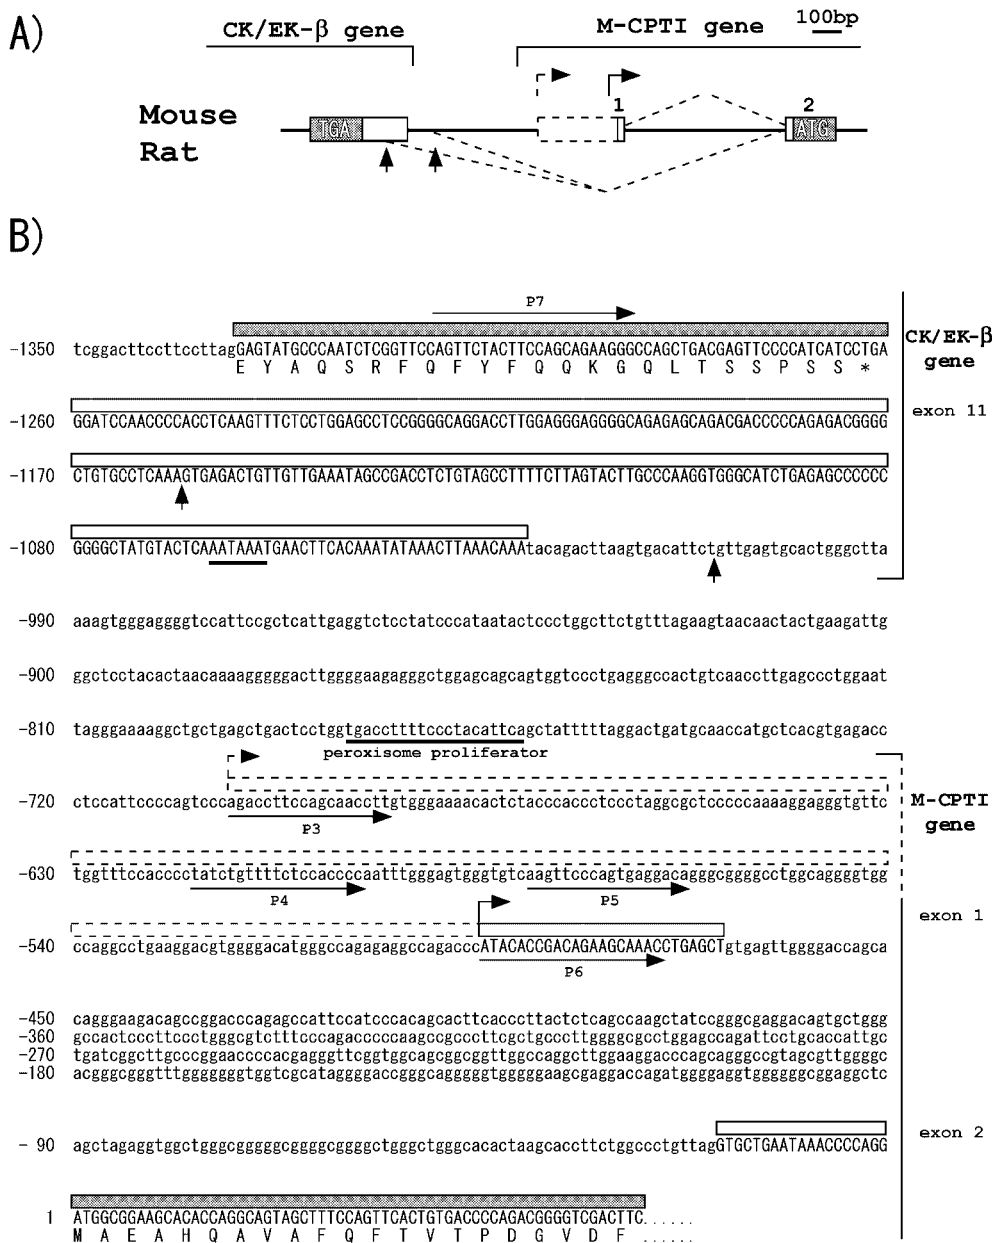 A)
CK/EK-β gene
M-CPTI gene
100bp
1
2
Mouse
Rat
TGA
ATG
B)
P7
-1350 tcggacttccttccttagGAGTATGCCCAATCTCGGTTCCAGTTCTACTTCCAGCAGAAGGGCCAGCTGACGAGTTCCCCATCATCCTGA
E Y A Q S R F Q F Y F Q Q K G Q L T S S P S S *
CK/EK-β
gene
exon 11
-1260 GGATCCAACCCCACCTCAAGTTTCTCCTGGAGCCTCCGGGGCAGGACCTTGGAGGGAGGGGCAGAGAGCAGACGACCCCCAGAGACGGGG
-1170 CTGTGCCTCAAAGTGAGACTGTTGTTGAAATAGCCGACCTCTGTAGCCTTTTCTTAGTACTTGCCCAAGGTGGGCATCTGAGAGCCCCCC
-1080 GGGGCTATGTACTCAAATAAATGAACTTCACAAATATAAACTTAAACAAAtacagacttaagtgacattctgttgagtgcactgggctta
-990 aaagtgggaggggtccattccgctcattgaggtctcctatcccataatactccctggcttctgtttagaagtaacaactactgaagattg
-900 ggctcctacactaacaaaagggggacttggggaagagggctggagcagcagtggtccctgagggccactgtcaaccttgagccctggaat
-810 tagggaaaaggctgctgagctgactcctggtgaccttttccctacattcagctatttttaggactgatgcaaccatgctcacgtgagacc
peroxisome proliferator
-720 ctccattccccagtcccagaccttccagcaaccttgtgggaaaacactctacccaccctccctaggcgctcccccaaaaggagggtgttc
P3
M-CPTI
gene
-630 tggtttccacccctatctgttttctccaccccaatttgggagtgggtgtcaagttcccagtgaggacagggcggggcctggcaggggtgg
P4
P5
exon 1
-540 ccaggcctgaaggacgtggggacatgggccagagaggccagacccATACACCGACAGAAGCAAACCTGAGCTgtgagttggggaccagca
P6
-450 cagggaagacagccggacccagagccattccatcccacagcacttcacccttactctcagccaagctatccgggcgaggacagtgctggg
-360 gccactcccttccctgggcgtctttcccagacccccaagccgcccttcgctgcccttggggcgcctggagccagattcctgcaccattgc
-270 tgatcggcttgcccggaaccccacgagggttcggtggcagcggcggttggccaggcttggaaggacccagcagggccgtagcgttggggc
-180 acgggcgggtttgggggggtggtcgcataggggaccgggcagggggtgggggaagcgaggaccagatggggaggtggggggcggaggctc
- 90 agctagaggtggctgggcgggggcggggcggggctgggctgggcacactaagcaccttctggccctgttagGTGCTGAATAAACCCCAGG
exon 2
1 ATGGCGGAAGCACACCAGGCAGTAGCTTTCCAGTTCACTGTGACCCCAGACGGGGTCGACTTC......
M A E A H Q A V A F Q F T V T P D G V D F